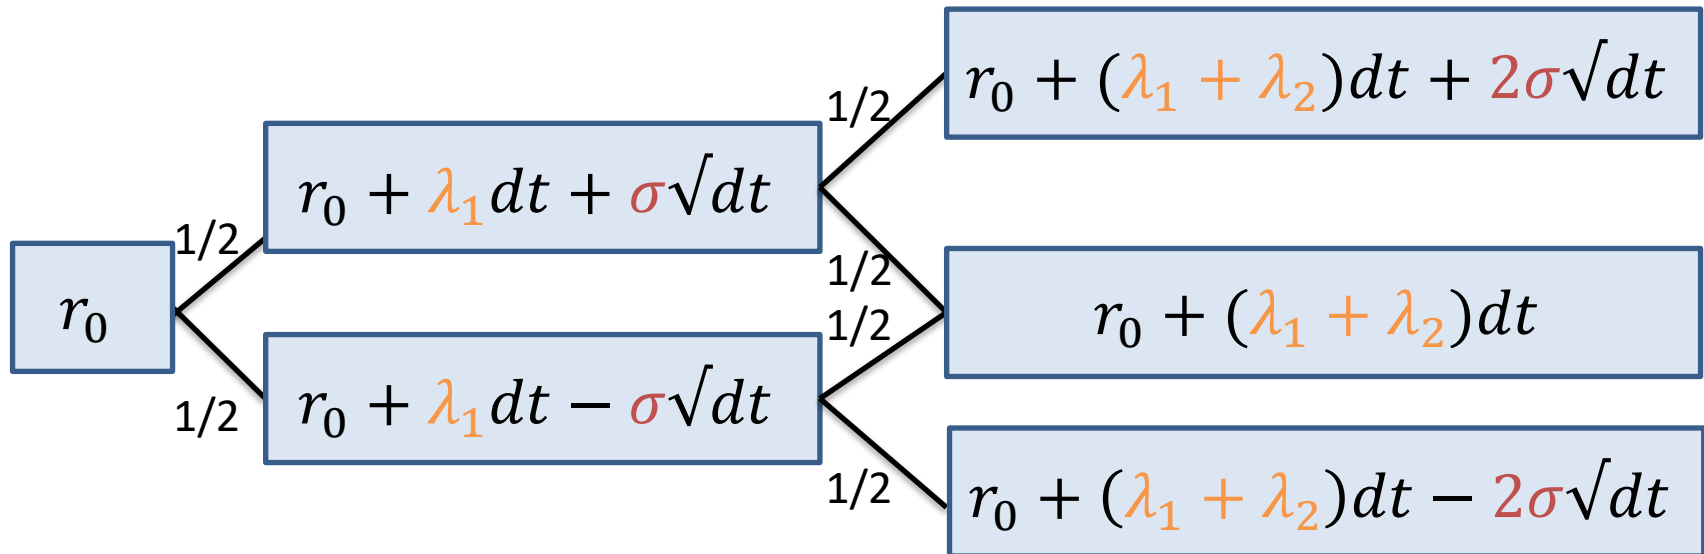 r₀ + (λ₁ + λ₂)dt + 2σ√dt
1/2
r₀ + λ₁dt + σ√dt
1/2
1/2
r₀
r₀ + (λ₁ + λ₂)dt
1/2
1/2
r₀ + λ₁dt − σ√dt
1/2
r₀ + (λ₁ + λ₂)dt − 2σ√dt